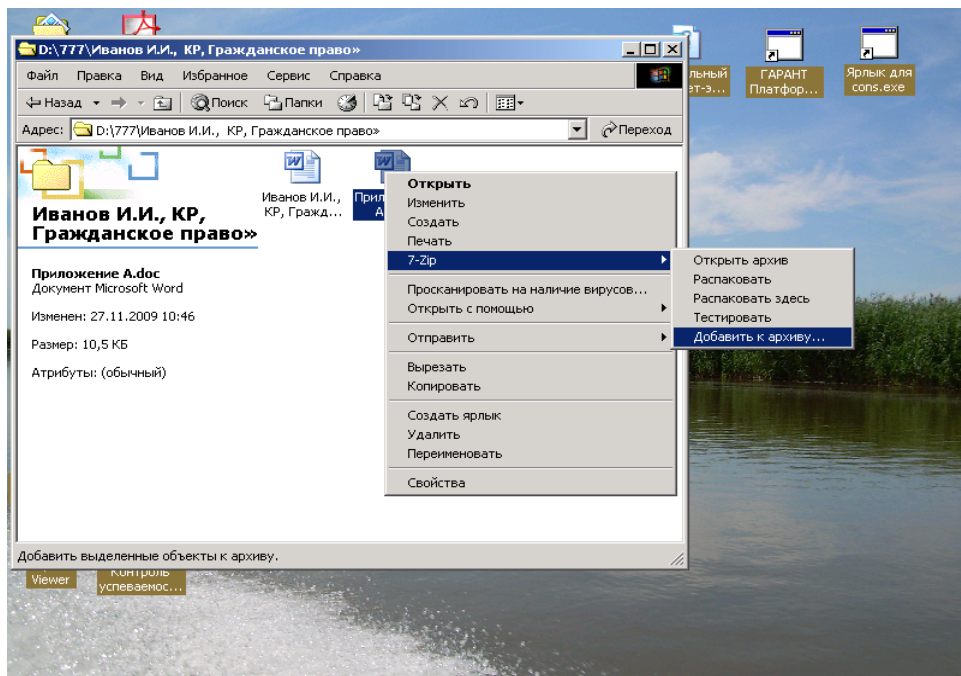 D:\777\Иванов И.И., КР, Гражданское право»
Файл Правка Вид Избранное Сервис Справка
Назад Поиск Папки
Адрес: D:\777\Иванов И.И., КР, Гражданское право» Переход
Иванов И.И., КР,
Гражданское право»
Приложение A.doc
Документ Microsoft Word
Изменен: 27.11.2009 10:46
Размер: 10,5 КБ
Атрибуты: (обычный)
Иванов И.И.,
КР, Гражд...
Открыть
Изменить
Создать
Печать
7-Zip
Просканировать на наличие вирусов...
Открыть с помощью
Отправить
Вырезать
Копировать
Создать ярлык
Удалить
Переименовать
Свойства
Открыть архив
Распаковать
Распаковать здесь
Тестировать
Добавить к архиву...
Добавить выделенные объекты к архиву.
ГАРАНТ
Платфор...
Ярлык для
cons.exe
Viewer
Контроль
успеваемос...